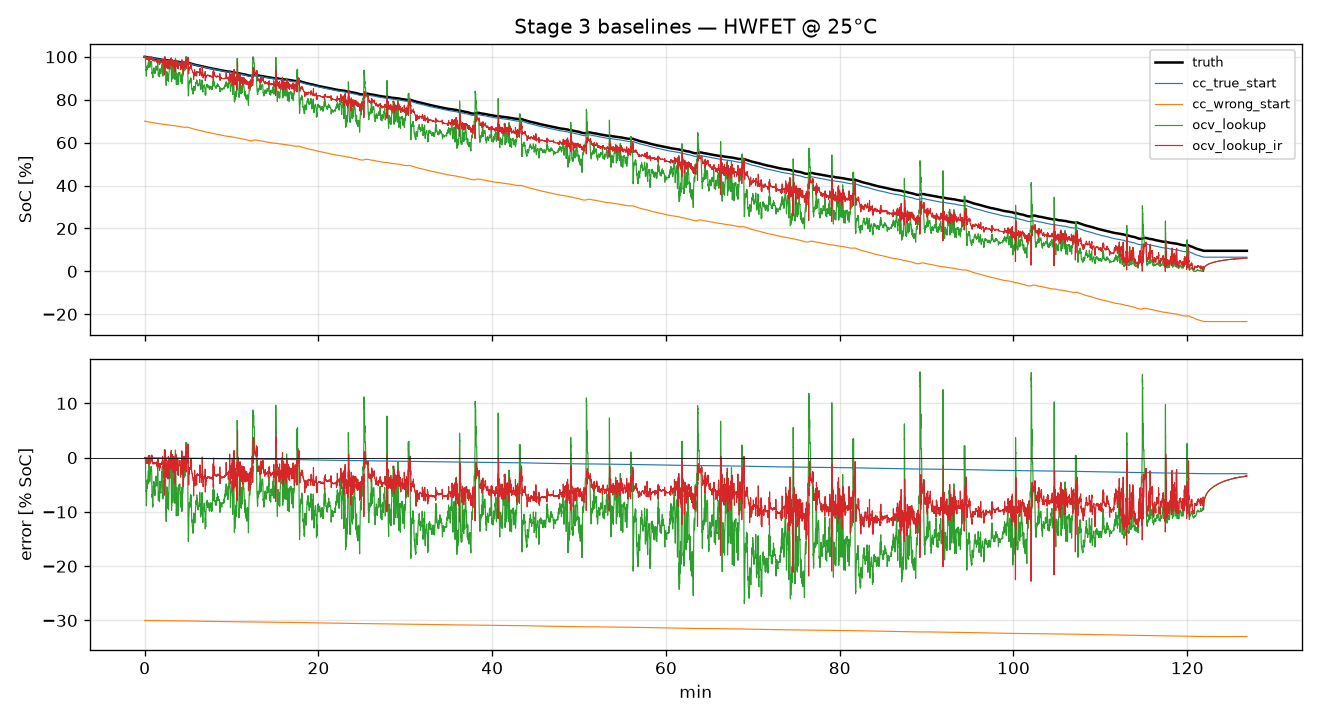 Stage 3 baselines — HWFET @ 25°C
SoC [%]
100
80
60
40
20
0
−20
truth
cc_true_start
cc_wrong_start
ocv_lookup
ocv_lookup_ir
error [% SoC]
10
0
−10
−20
−30
0 20 40 60 80 100 120
min